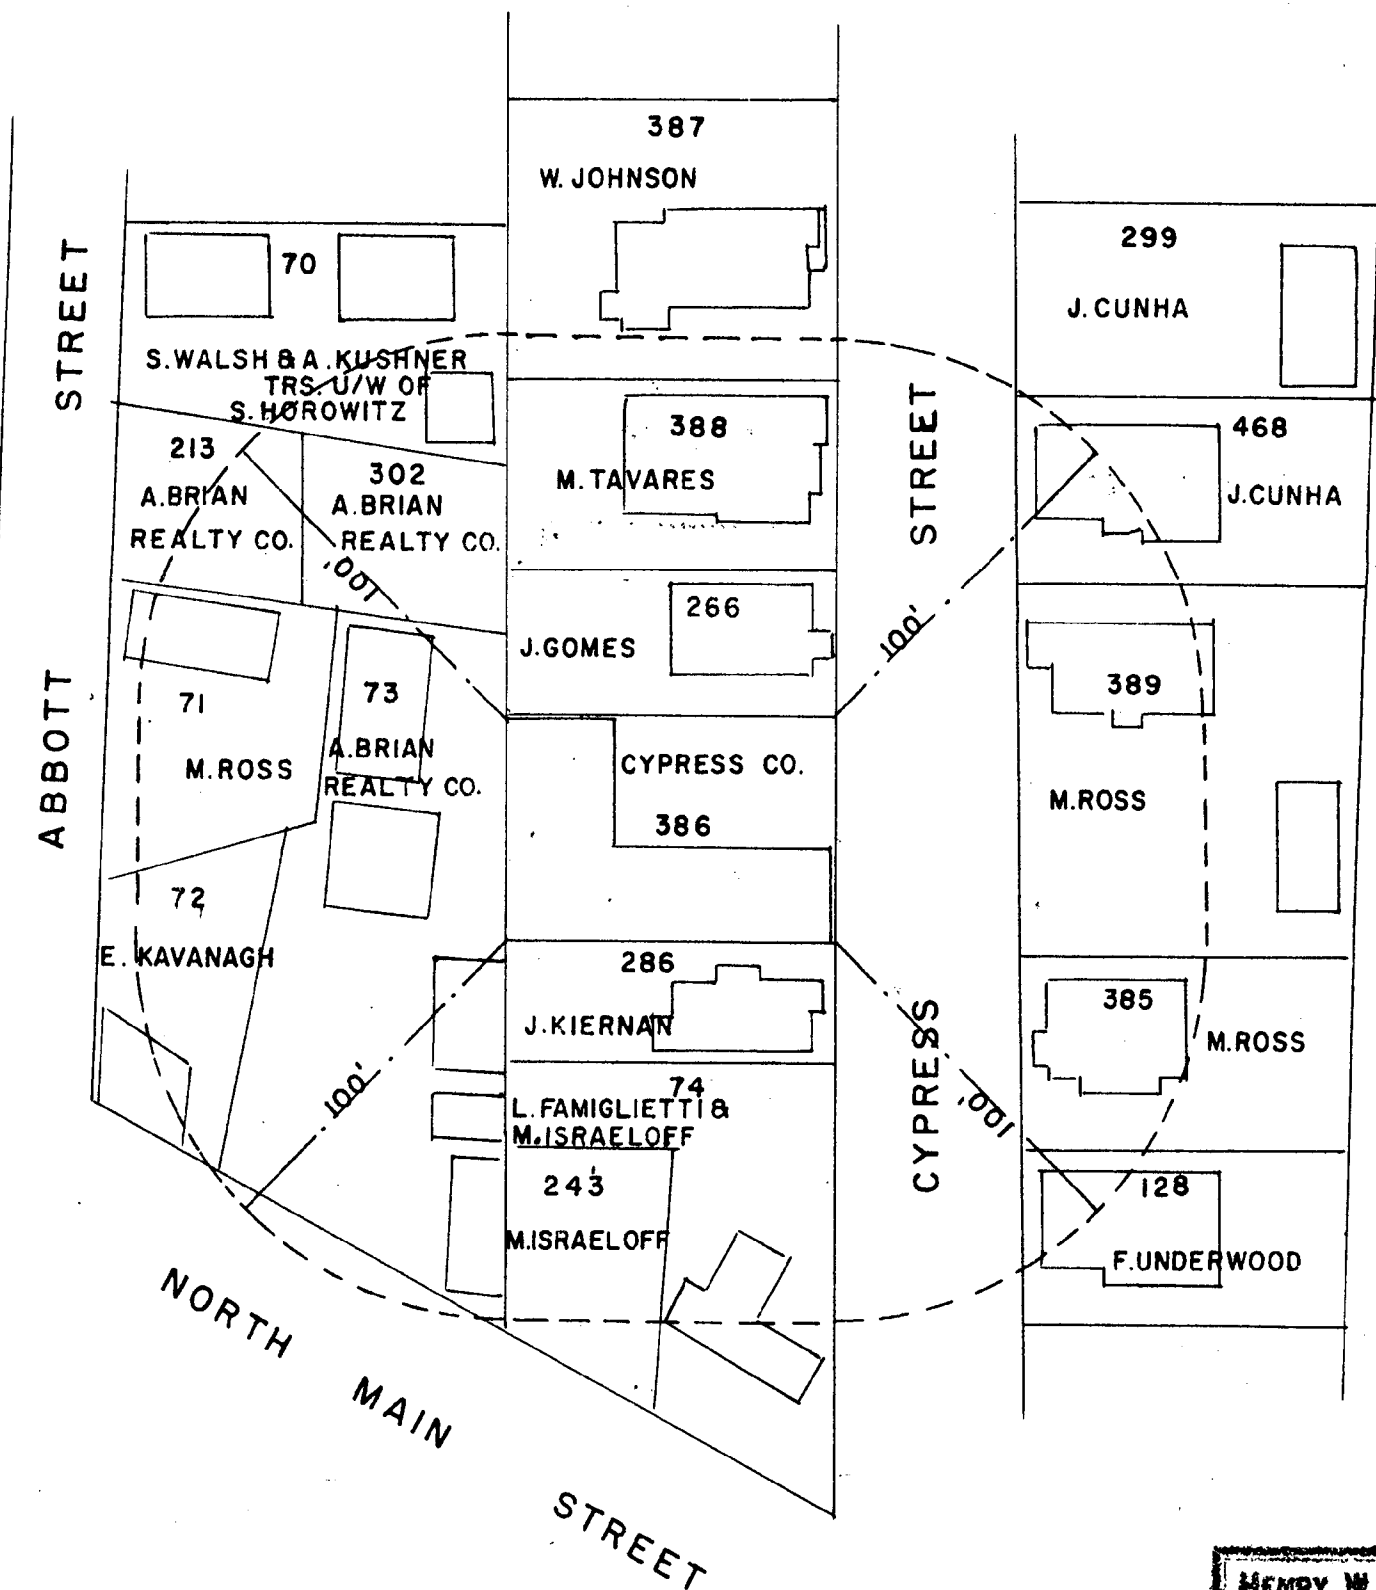 387
W. JOHNSON
299
J. CUNHA
70
S. WALSH & A. KUSHNER
TRS. U/W OF
S. HOROWITZ
STREET
213
A. BRIAN
REALTY CO.
302
A. BRIAN
REALTY CO.
388
M. TAVARES
STREET
468
J. CUNHA
100'
266
J. GOMES
100'
389
M. ROSS
71
M. ROSS
73
A. BRIAN
REALTY CO.
ABBOTT
CYPRESS CO.
386
72
E. KAVANAGH
286
J. KIERNAN
385
M. ROSS
CYPRESS
100'
100'
74
L. FAMIGLIETTI &
M. ISRAELOFF
243
M. ISRAELOFF
128
F. UNDERWOOD
NORTH
MAIN
STREET
HENRY W